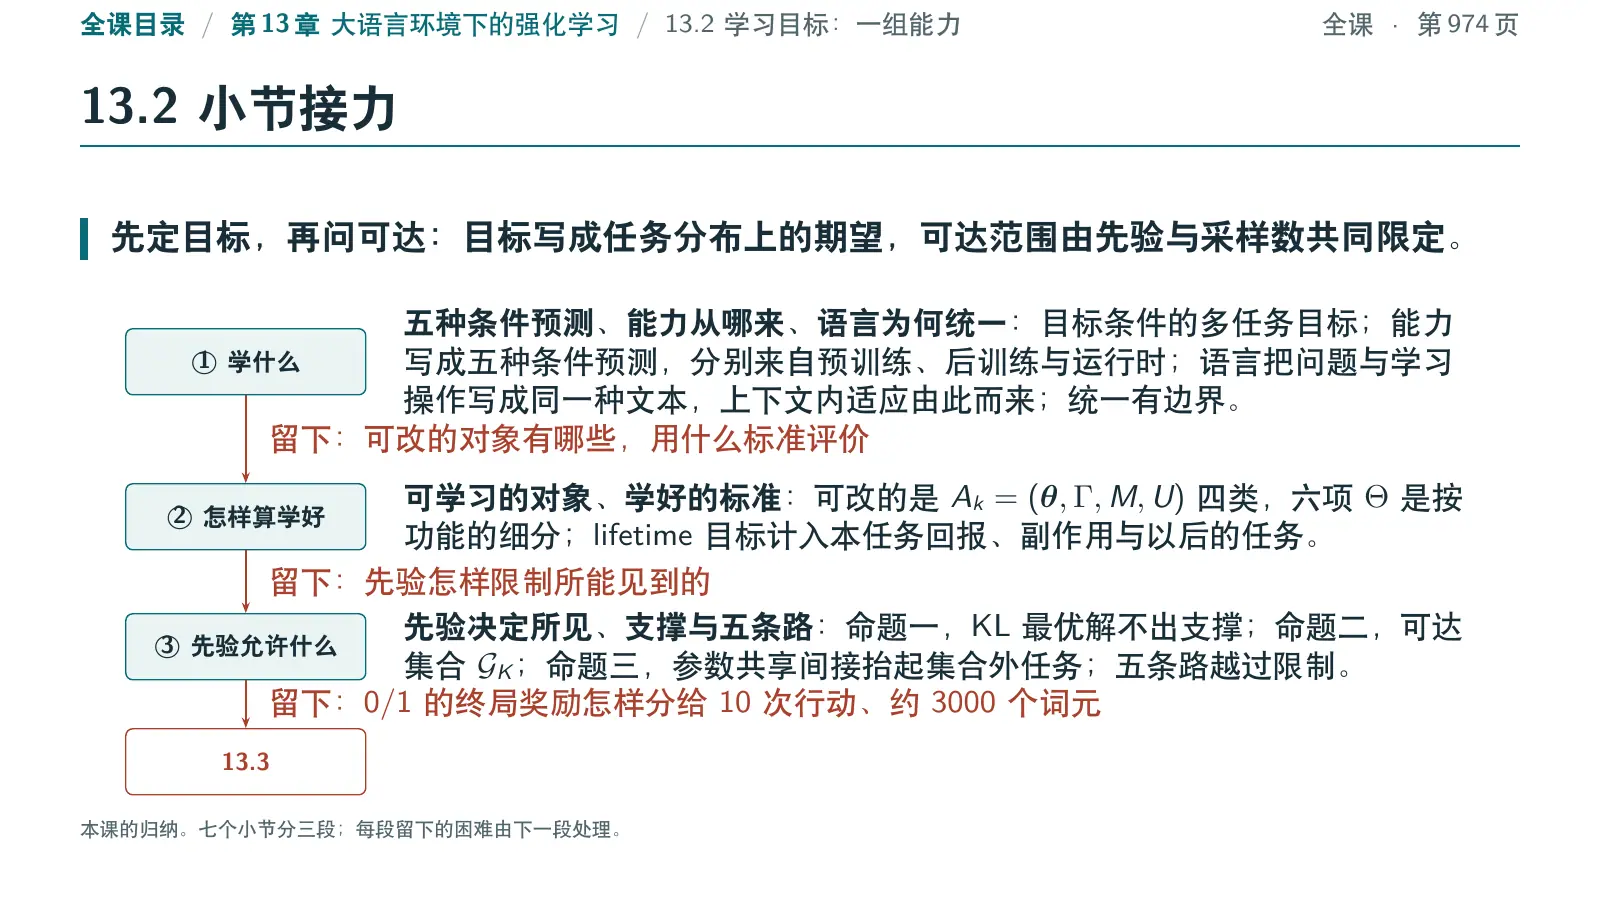 全课目录 / 第 13 章 大语言环境下的强化学习 / 13.2 学习目标：一组能力
全课 · 第 974 页
13.2 小节接力
先定目标，再问可达：目标写成任务分布上的期望，可达范围由先验与采样数共同限定。
① 学什么
五种条件预测、能力从哪来、语言为何统一：目标条件的多任务目标；能力
写成五种条件预测，分别来自预训练、后训练与运行时；语言把问题与学习
操作写成同一种文本，上下文内适应由此而来；统一有边界。
留下：可改的对象有哪些，用什么标准评价
② 怎样算学好
可学习的对象、学好的标准：可改的是 A_k = (θ, Γ, M, U) 四类，六项 Θ 是按
功能的细分；lifetime 目标计入本任务回报、副作用与以后的任务。
留下：先验怎样限制所能见到的
③ 先验允许什么
先验决定所见、支撑与五条路：命题一，KL 最优解不出支撑；命题二，可达
集合 𝒢_K；命题三，参数共享间接抬起集合外任务；五条路越过限制。
留下：0/1 的终局奖励怎样分给 10 次行动、约 3000 个词元
13.3
本课的归纳。七个小节分三段；每段留下的困难由下一段处理。